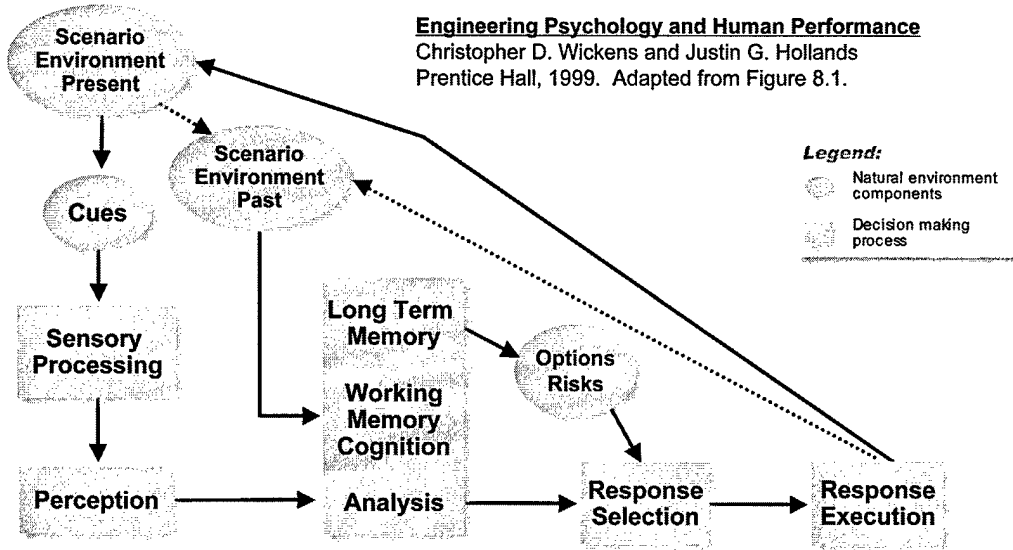 Scenario
Environment
Present
Engineering Psychology and Human Performance
Christopher D. Wickens and Justin G. Hollands
Prentice Hall, 1999. Adapted from Figure 8.1.
Scenario
Environment
Past
Legend:
Natural environment
components
Decision making
process
Cues
Sensory
Processing
Long Term
Memory
Options
Risks
Working
Memory
Cognition
Perception
Analysis
Response
Selection
Response
Execution